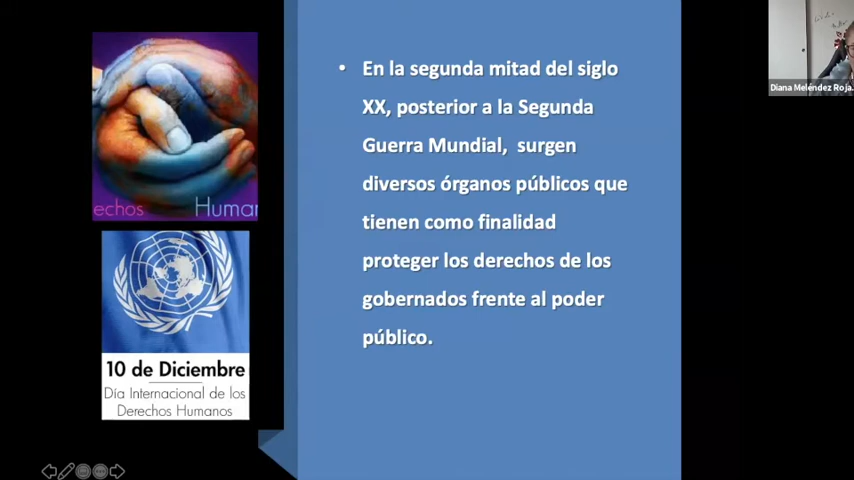 echos Human
10 de Diciembre
Día Internacional de los
Derechos Humanos
• En la segunda mitad del siglo
XX, posterior a la Segunda
Guerra Mundial, surgen
diversos órganos públicos que
tienen como finalidad
proteger los derechos de los
gobernados frente al poder
público.
Diana Meléndez Roja.